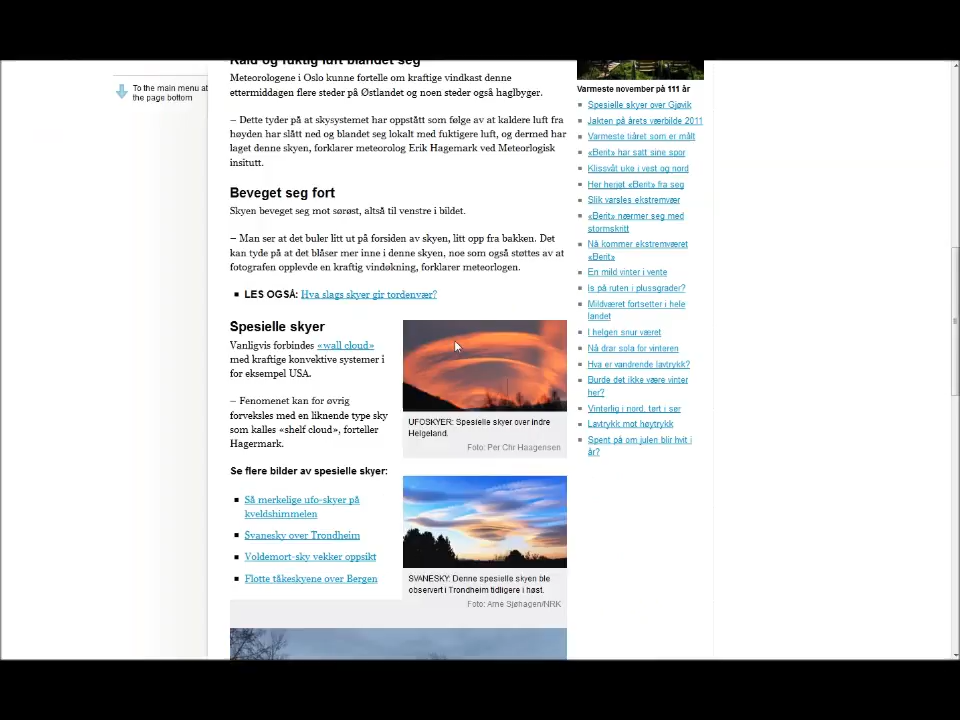 To the main menu at
the page bottom
Kald og fuktig luft blandet seg
Meteorologene i Oslo kunne fortelle om kraftige vindkast denne
ettermiddagen flere steder på Østlandet og noen steder også haglbyger.
– Dette tyder på at skysystemet har oppstått som følge av at kaldere luft fra
høyden har slått ned og blandet seg lokalt med fuktigere luft, og dermed har
laget denne skyen, forklarer meteorolog Erik Hagemark ved Meteorlogisk
insitutt.
Beveget seg fort
Skyen beveget seg mot sørøst, altså til venstre i bildet.
– Man ser at det buler litt ut på forsiden av skyen, litt opp fra bakken. Det
kan tyde på at det blåser mer inne i denne skyen, noe som også støttes av at
fotografen opplevde en kraftig vindøkning, forklarer meteorologen.
LES OGSÅ: Hva slags skyer gir tordenvær?
Spesielle skyer
Vanligvis forbindes «wall cloud»
med kraftige konvektive systemer i
for eksempel USA.
– Fenomenet kan for øvrig
forveksles med en liknende type sky
som kalles «shelf cloud», forteller
Hagermark.
Se flere bilder av spesielle skyer:
Så merkelige ufo-skyer på
kveldshimmelen
Svanesky over Trondheim
Voldemort-sky vekker oppsikt
Flotte tåkeskyene over Bergen
UFOSKYER: Spesielle skyer over indre
Helgeland.
Foto: Per Chr Haagensen
SVANESKY: Denne spesielle skyen ble
observert i Trondheim tidligere i høst.
Foto: Arne Sjøhagen/NRK
Varmeste november på 111 år
Spesielle skyer over Gjøvik
Jakten på årets værbilde 2011
Varmeste tiåret som er målt
«Berit» har satt sine spor
Klissvåt uke i vest og nord
Her herjet «Berit» fra seg
Slik varsles ekstremvær
«Berit» nærmer seg med
stormskritt
Nå kommer ekstremværet
«Berit»
En mild vinter i vente
Is på ruten i plussgrader?
Mildværet fortsetter i hele
landet
I helgen snur været
Nå drar sola for vinteren
Hva er vandrende lavtrykk?
Burde det ikke være vinter
her?
Vinterlig i nord, tørt i sør
Lavtrykk mot høytrykk
Spent på om julen blir hvit i
år?